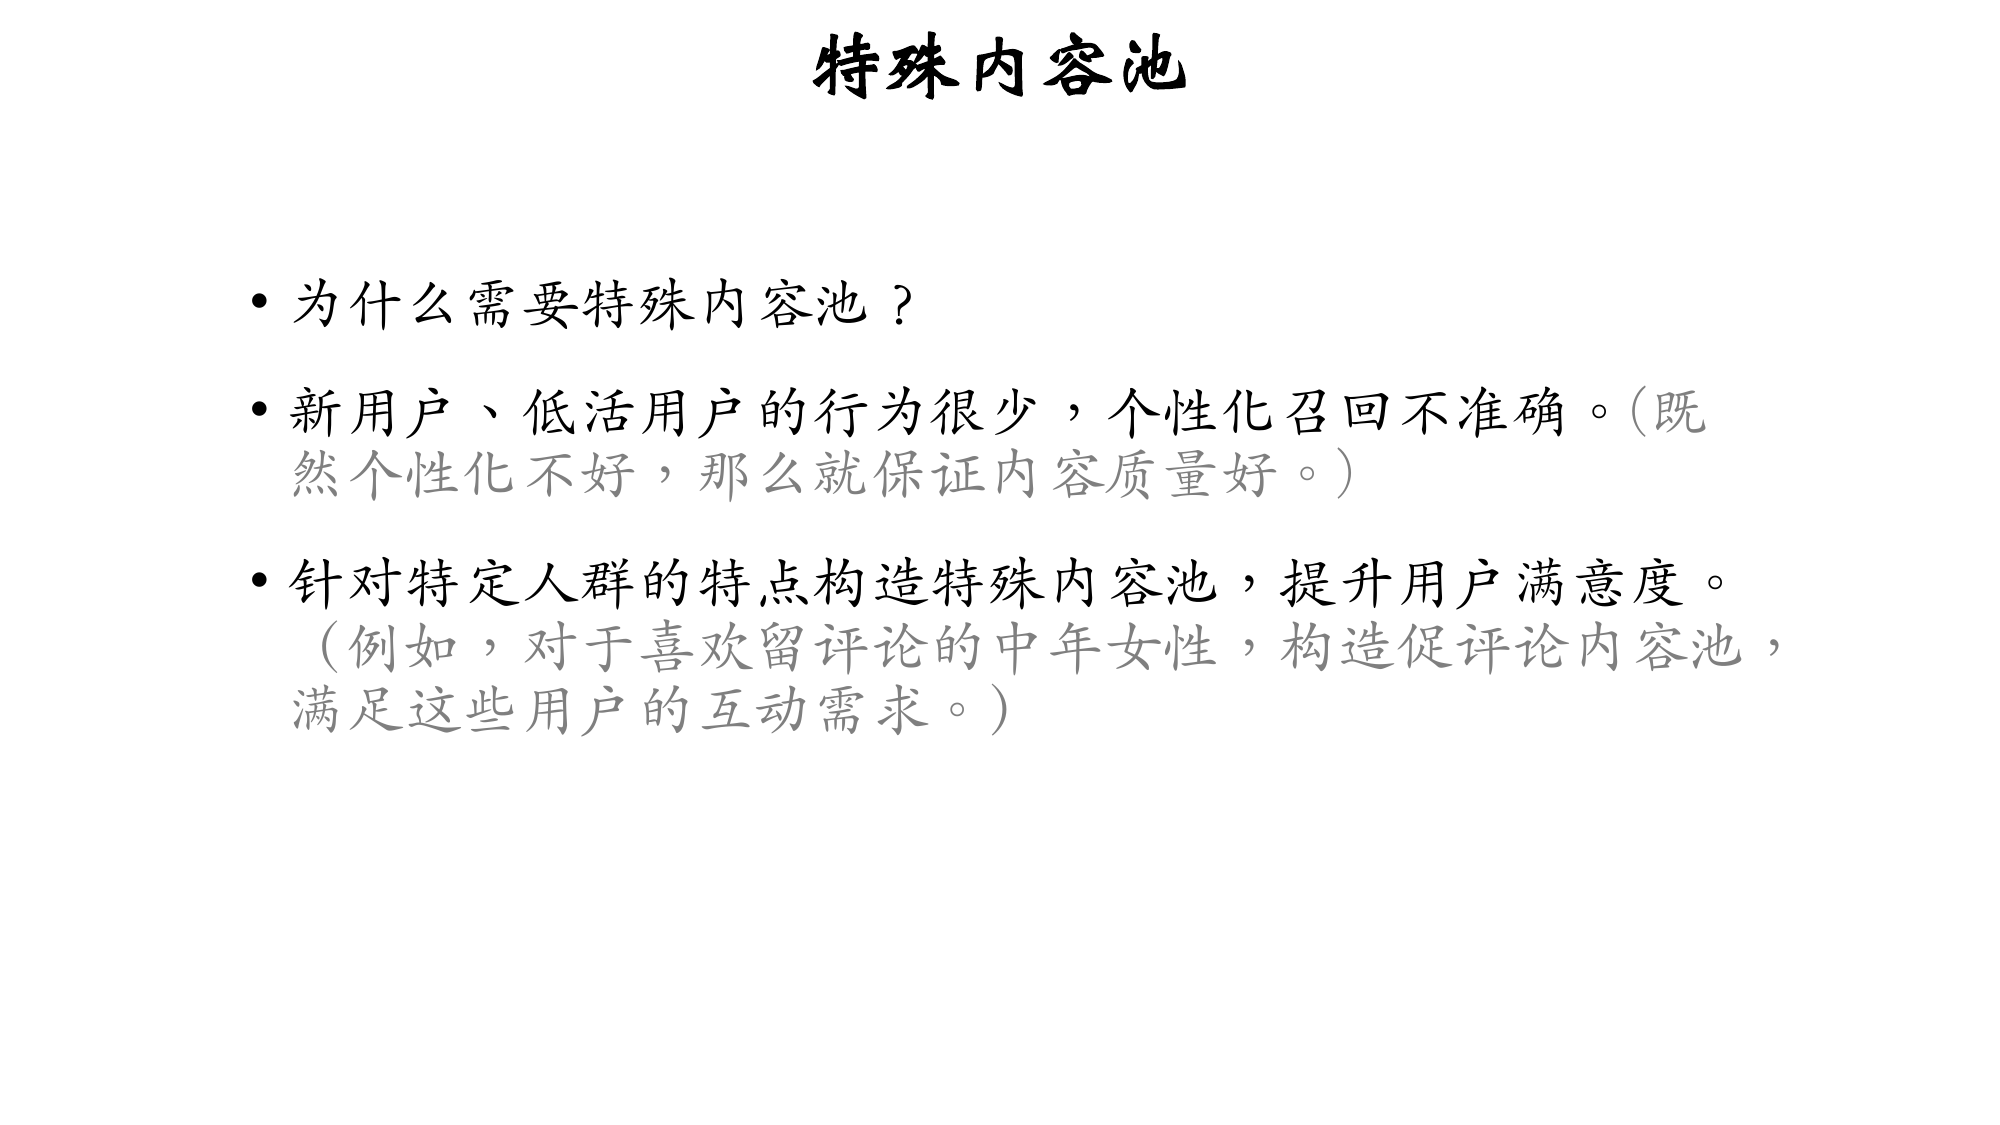 特殊内容池
• 为什么需要特殊内容池？
• 新用户、低活用户的行为很少，个性化召回不准确。（既
然个性化不好，那么就保证内容质量好。）
• 针对特定人群的特点构造特殊内容池，提升用户满意度。
（例如，对于喜欢留评论的中年女性，构造促评论内容池，
满足这些用户的互动需求。）